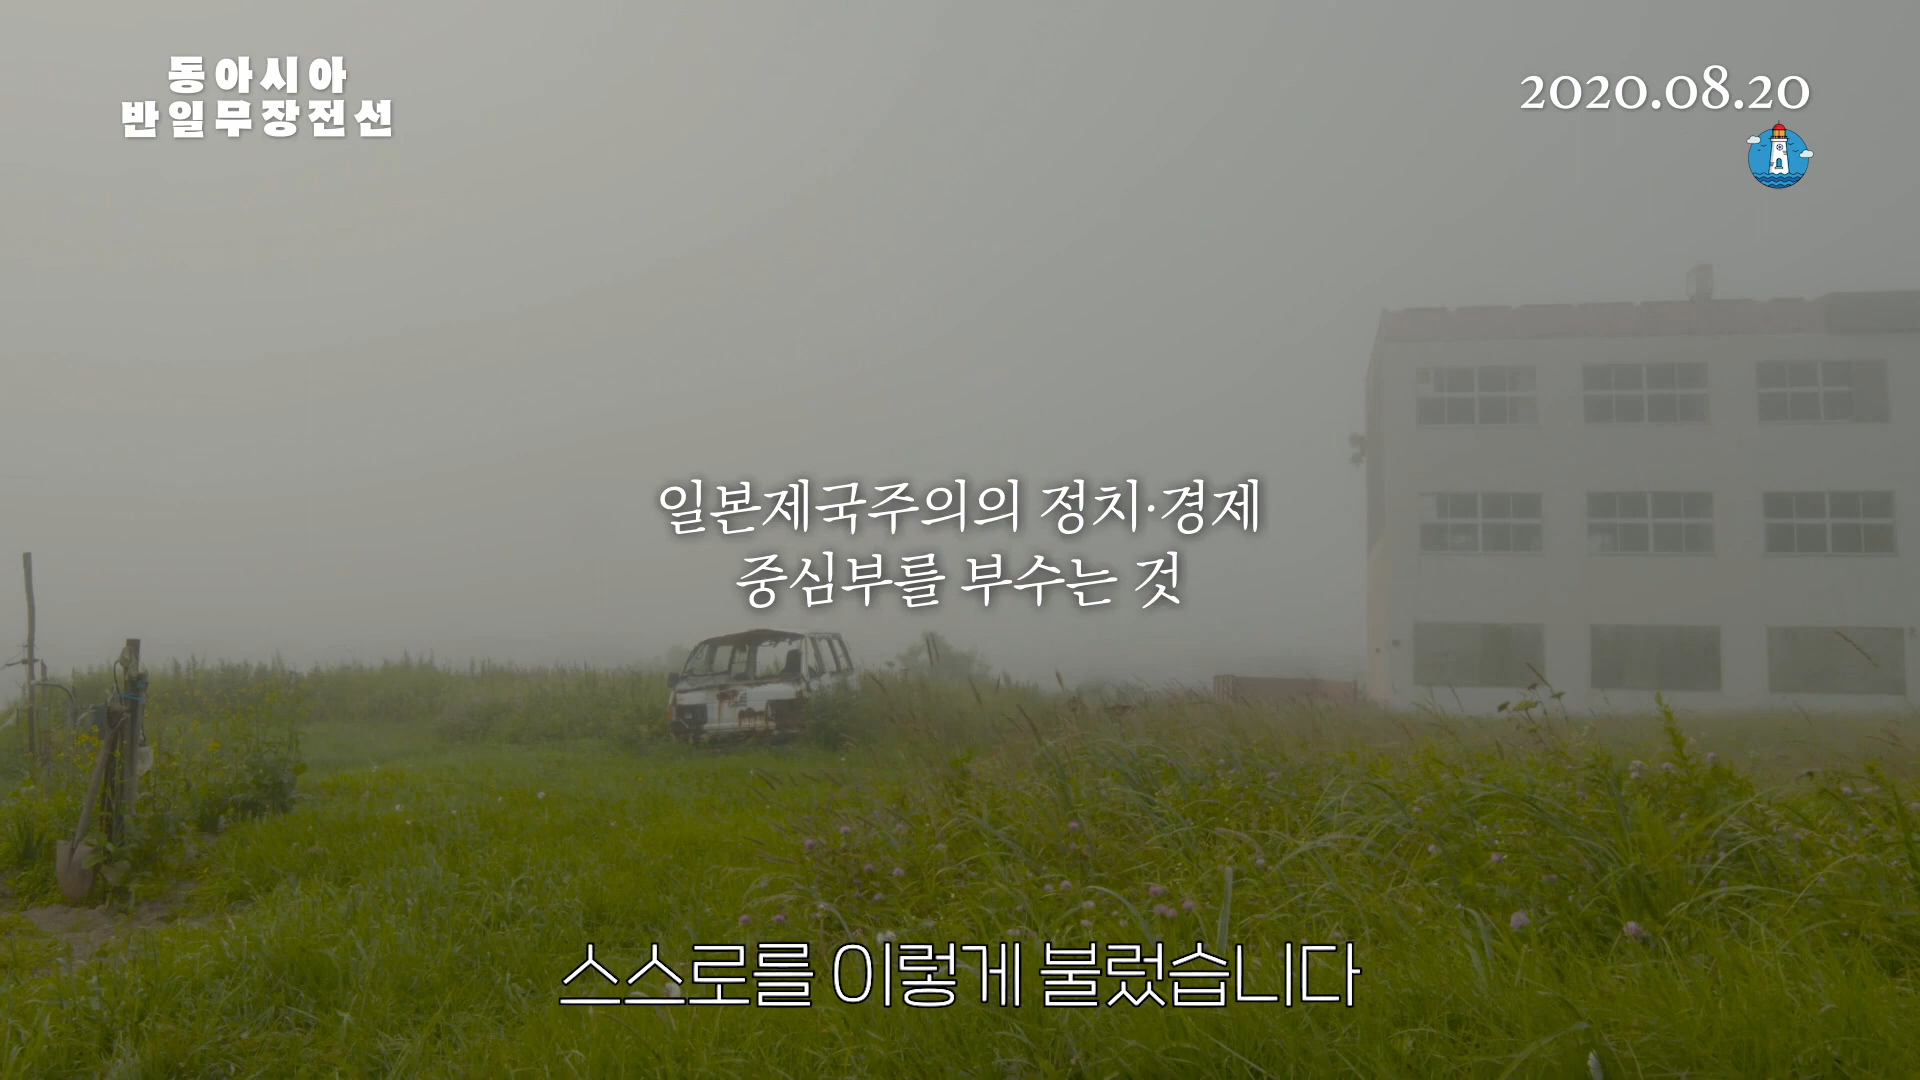 동아시아
반일무장전선
2020.08.20
일본제국주의의 정치·경제
중심부를 부수는 것
스스로를 이렇게 불렀습니다